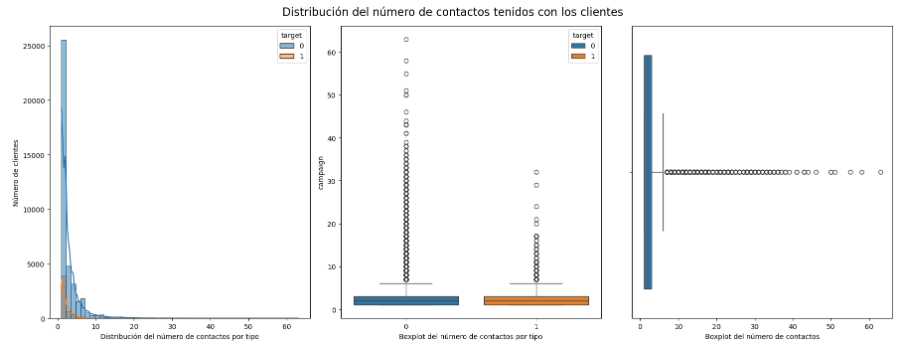 Distribución del número de contactos tenidos con los clientes
target
0
1
25000
20000
15000
10000
5000
0
Número de clientes
0 10 20 30 40 50 60
Distribución del número de contactos por tipo
target
0
1
60
50
40
30
20
10
0
campaign
0 1
Boxplot del número de contactos por tipo
0 10 20 30 40 50 60
Boxplot del número de contactos